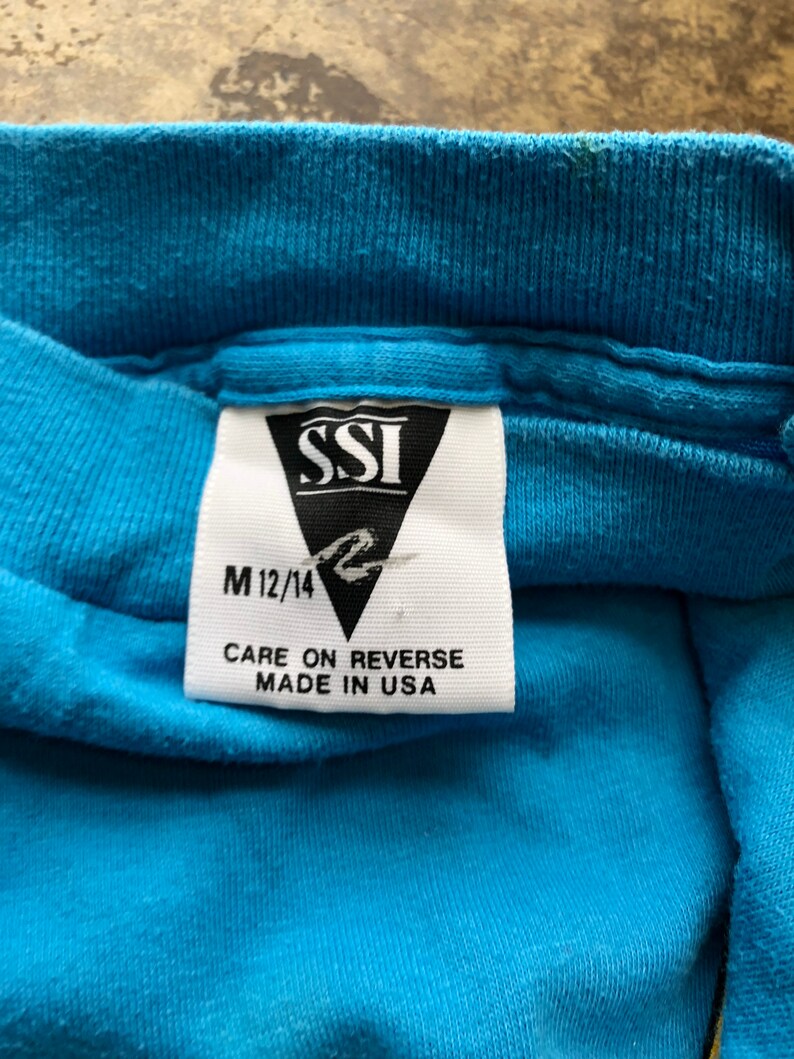 SSI
M 12/14
CARE ON REVERSE
MADE IN USA